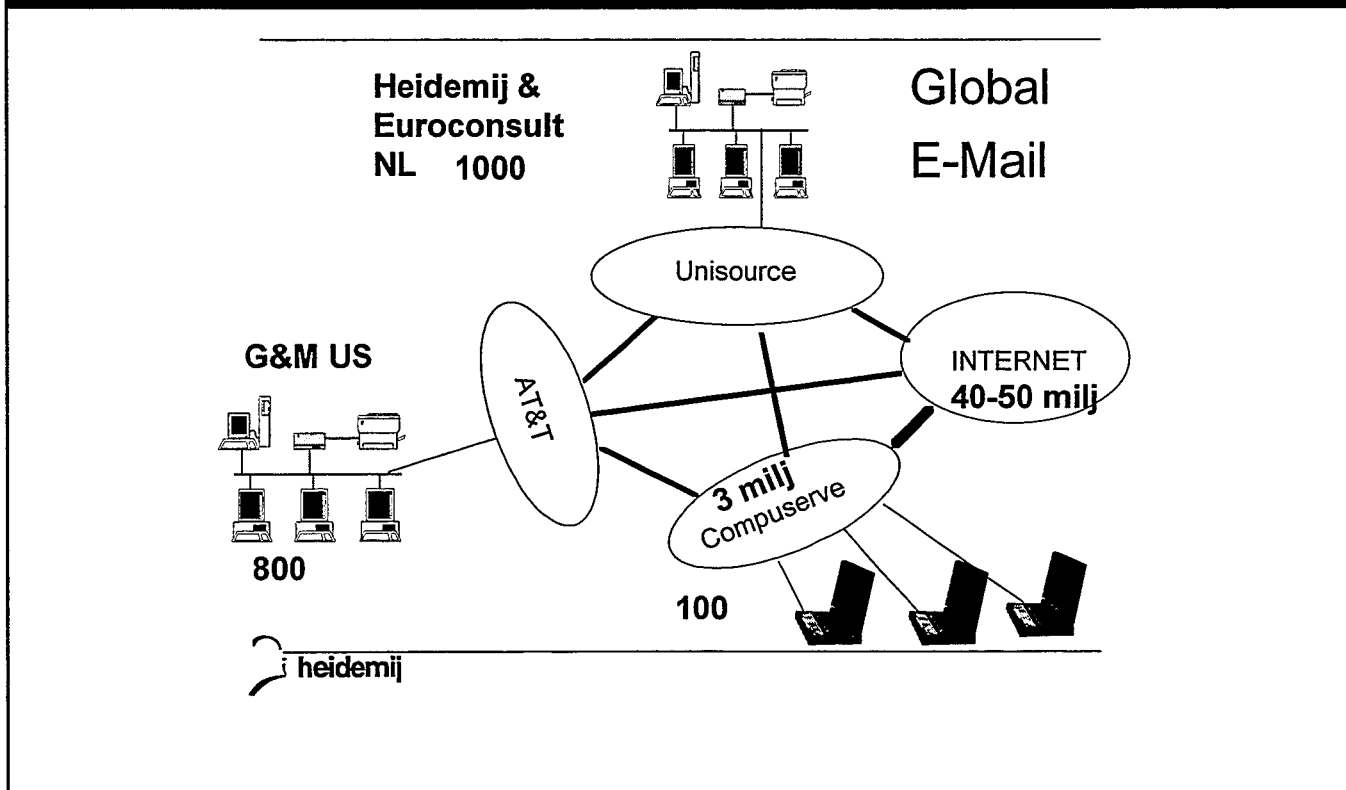 Heidemij &
Euroconsult
NL 1000
Global
E-Mail
Unisource
G&M US
AT&T
INTERNET
40-50 milj
3 milj
Compuserve
800
100
heidemij